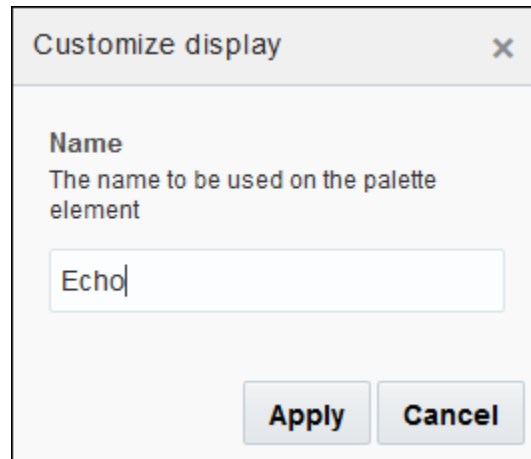 Customize display
Name
The name to be used on the palette
element
Echo
Apply Cancel